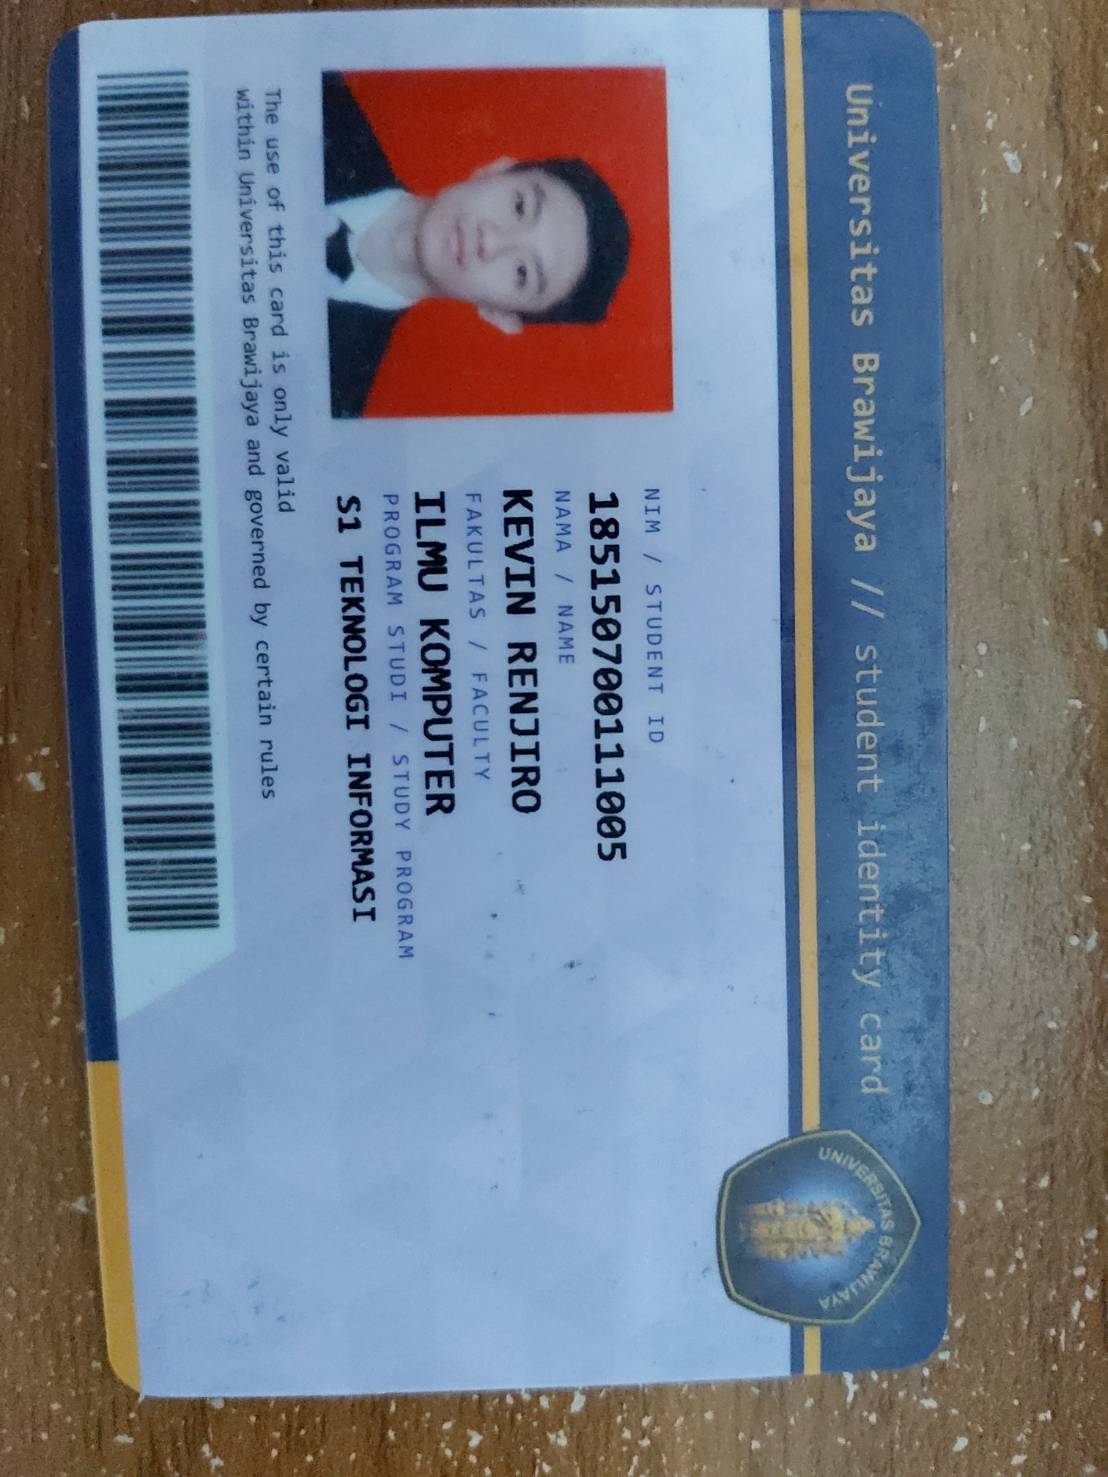 Universitas Brawijaya // student identity card
UNIVERSITAS BRAWIJAYA
NIM / STUDENT ID
185150700111005
NAMA / NAME
KEVIN RENJIRO
FAKULTAS / FACULTY
ILMU KOMPUTER
PROGRAM STUDI / STUDY PROGRAM
S1 TEKNOLOGI INFORMASI
The use of this card is only valid
within Universitas Brawijaya and governed by certain rules